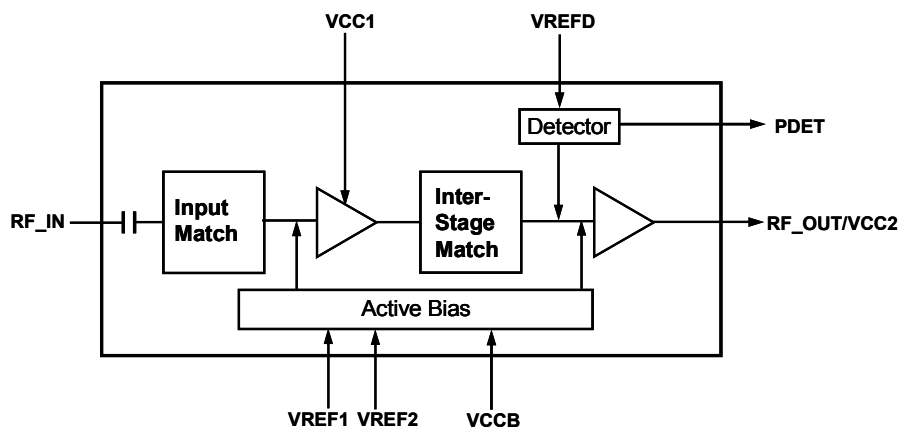 VCC1
VREFD
Detector
PDET
RF_IN
Input
Match
Inter-
Stage
Match
RF_OUT/VCC2
Active Bias
VREF1
VREF2
VCCB